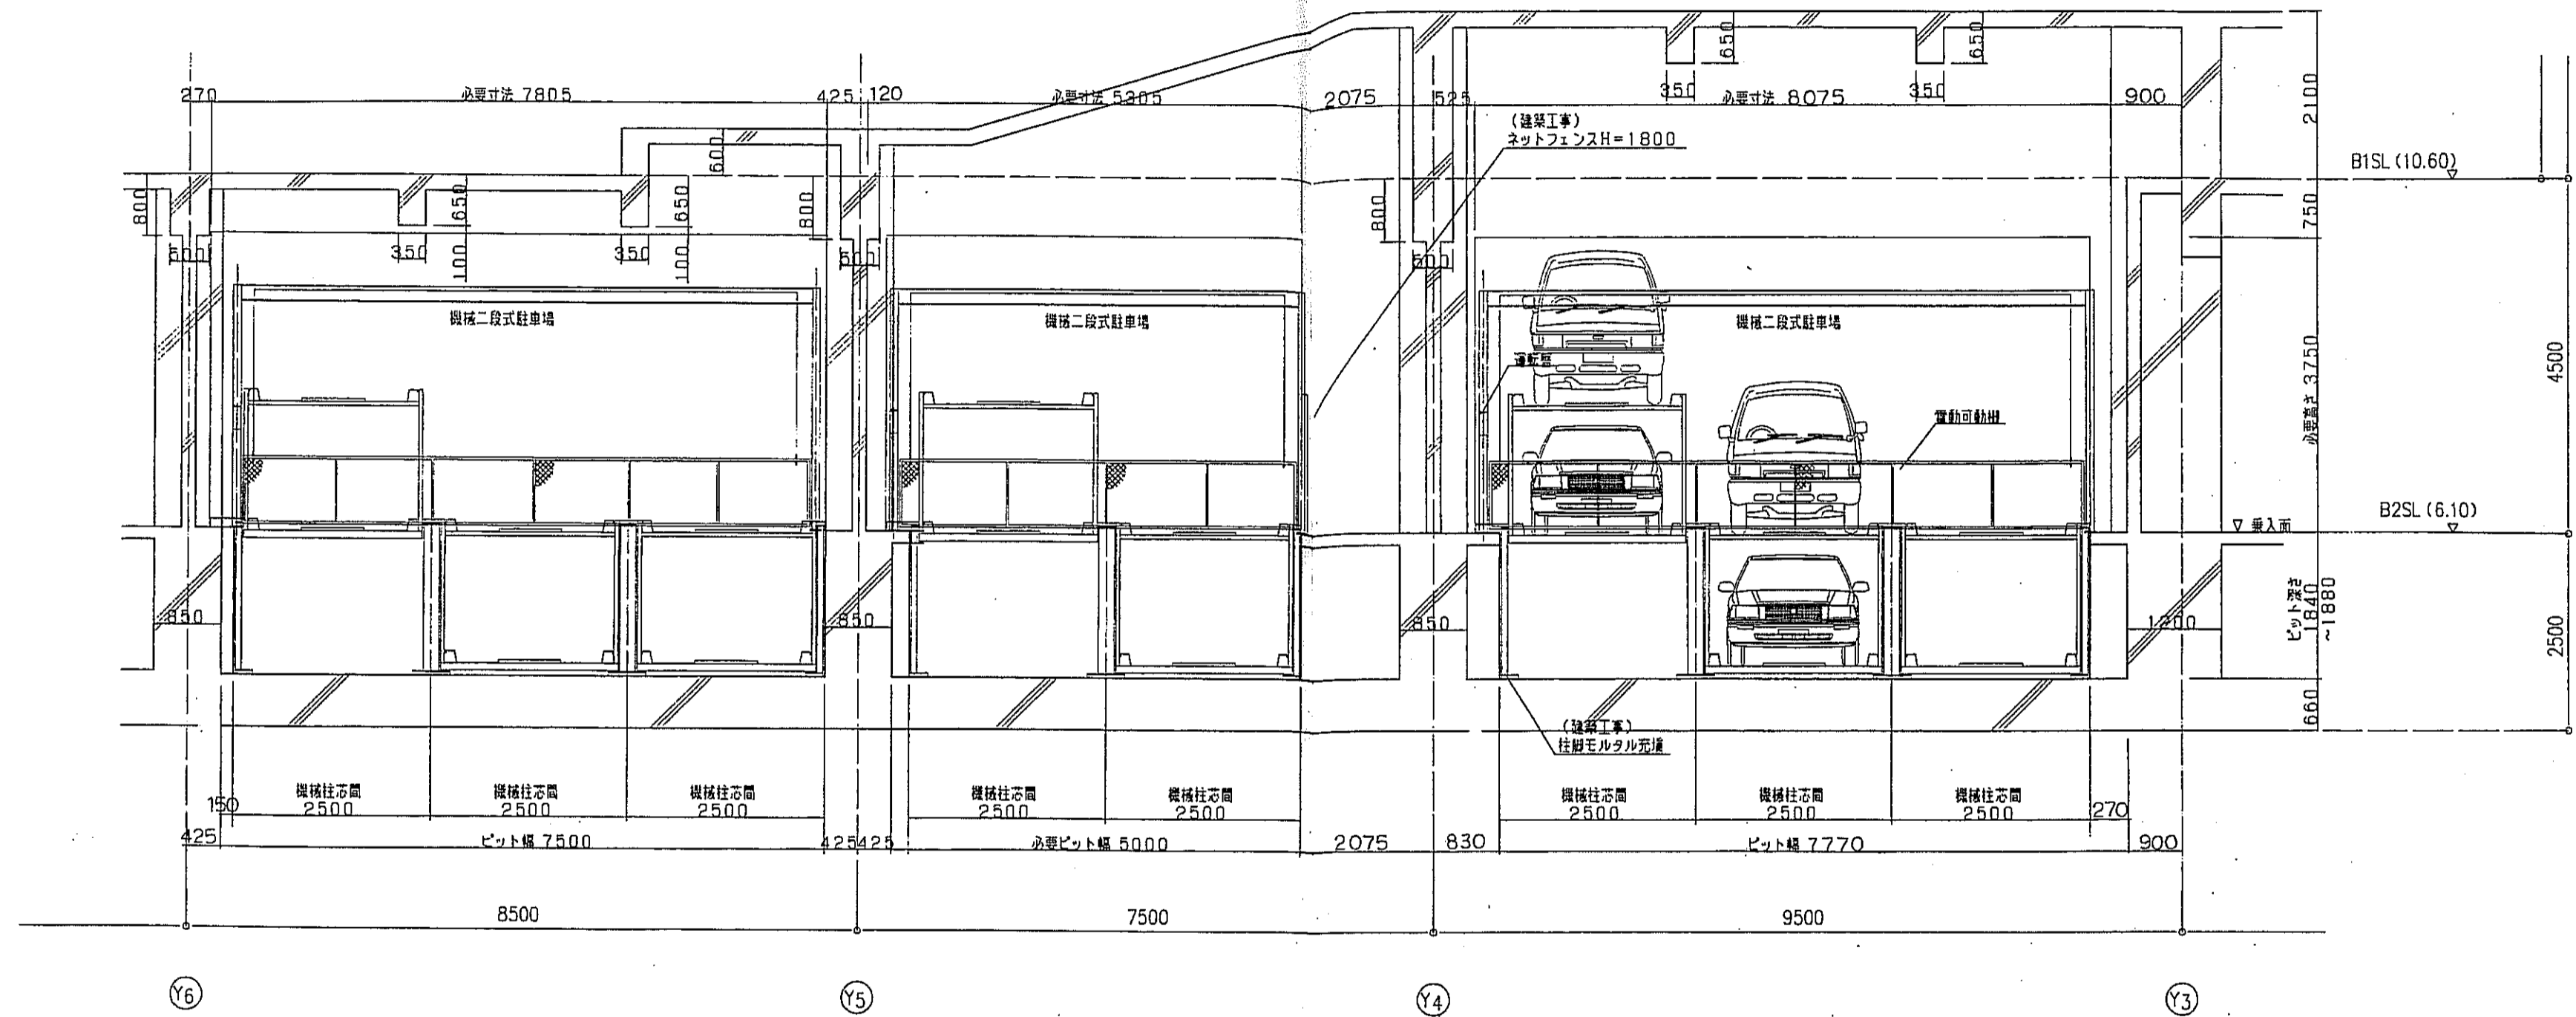 650
650
270
必要寸法 7805
425
120
必要寸法 5305
2075
525
350
必要寸法 8075
350
900
2100
(建築工事)
ネットフェンスH=1800
600
B1SL(10.60)
800
650
650
800
800
750
500
350
100
350
100
500
500
機械二段式駐車場
機械二段式駐車場
機械二段式駐車場
運転盤
必要高さ 3750
4500
電動可動柵
B2SL(6.10)
乗入面
850
850
850
1200
ピット深さ
1840
~1880
2500
660
(建築工事)
柱脚モルタル充填
機械柱芯間
機械柱芯間
機械柱芯間
機械柱芯間
機械柱芯間
機械柱芯間
機械柱芯間
機械柱芯間
150
2500
2500
2500
2500
2500
2500
2500
2500
270
425
ピット幅 7500
425
425
必要ピット幅 5000
2075
830
ピット幅 7770
900
8500
7500
9500
Y6
Y5
Y4
Y3